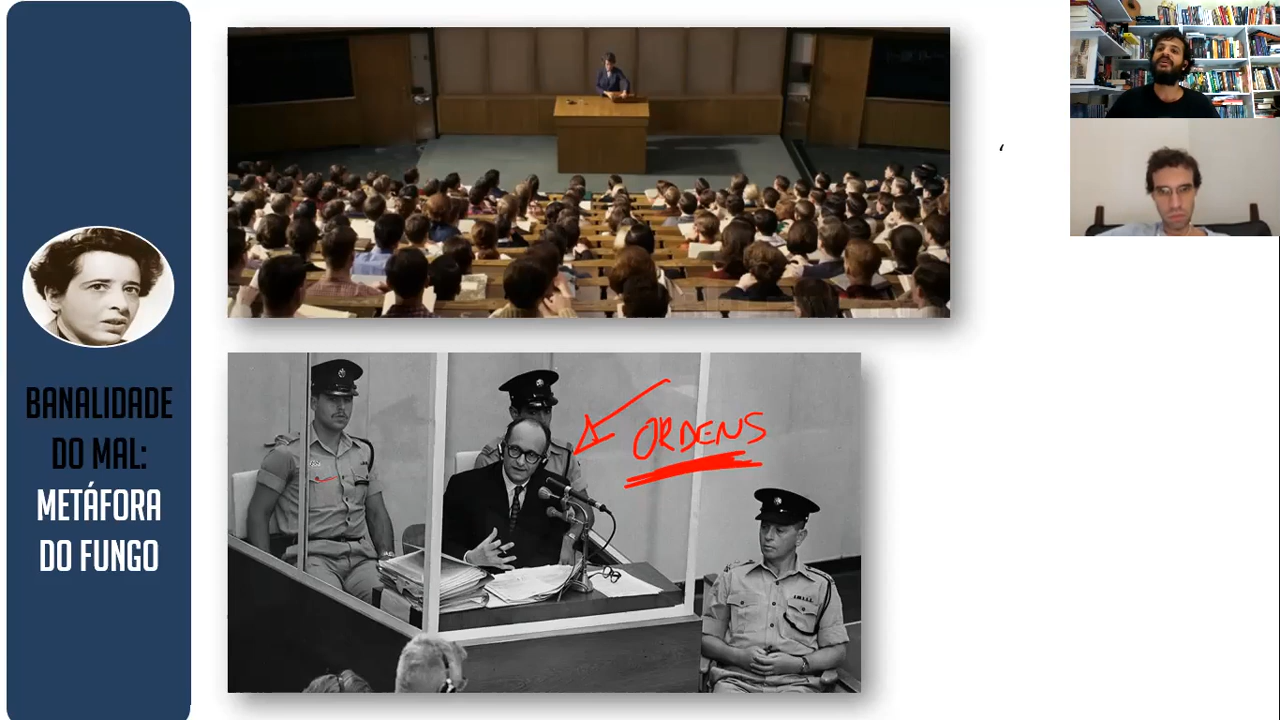 BANALIDADE
DO MAL:
METÁFORA
DO FUNGO
ORDENS